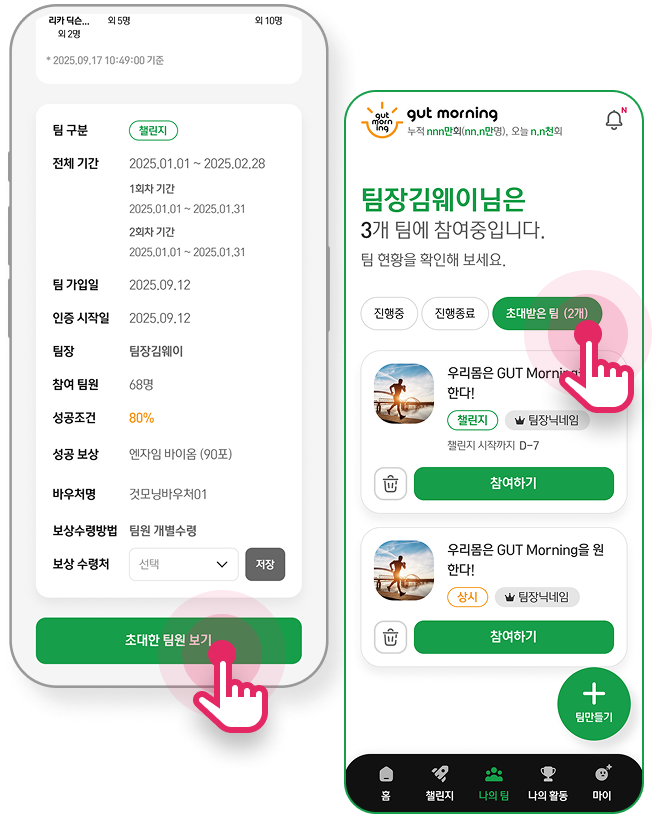 리카 딕슨... 외 5명 외 10명
외 2명
* 2025.09.17 10:49:00 기준
팀 구분 챌린지
전체 기간 2025.01.01 ~ 2025.02.28
1회차 기간
2025.01.01 ~ 2025.01.31
2회차 기간
2025.01.01 ~ 2025.01.31
팀 가입일 2025.09.12
인증 시작일 2025.09.12
팀장 팀장김웨이
참여 팀원 68명
성공조건 80%
성공 보상 엔자임 바이옴 (90포)
바우처명 것모닝바우처01
보상수령방법 팀원 개별수령
보상 수령처 선택 저장
초대한 팀원 보기
gut
morn
ing
gut morning
누적 nnn만회(nn.n만명), 오늘 n.n천회
N
팀장김웨이님은
3개 팀에 참여중입니다.
팀 현황을 확인해 보세요.
진행중 진행종료 초대받은 팀 (2개)
우리몸은 GUT Morning을
한다!
챌린지 팀장닉네임
챌린지 시작까지 D-7
참여하기
우리몸은 GUT Morning을 원
한다!
상시 팀장닉네임
참여하기
팀만들기
홈 챌린지 나의 팀 나의 활동 마이